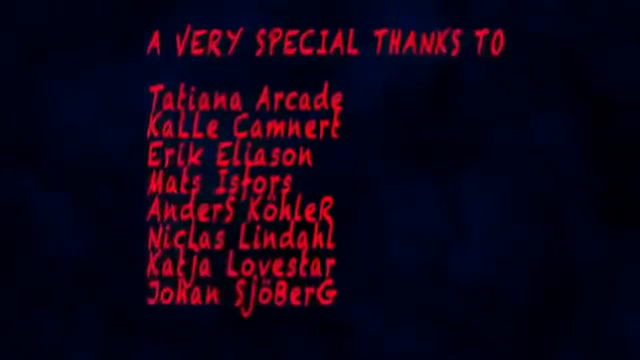 A VERY SPECIAL THANKS TO
Tatiana Arcade
KaLLe Camnert
Erik Eliason
Mats Isfors
AnderS KöhleR
Niclas Lindahl
Katja Lovestar
Johan SjöBerG